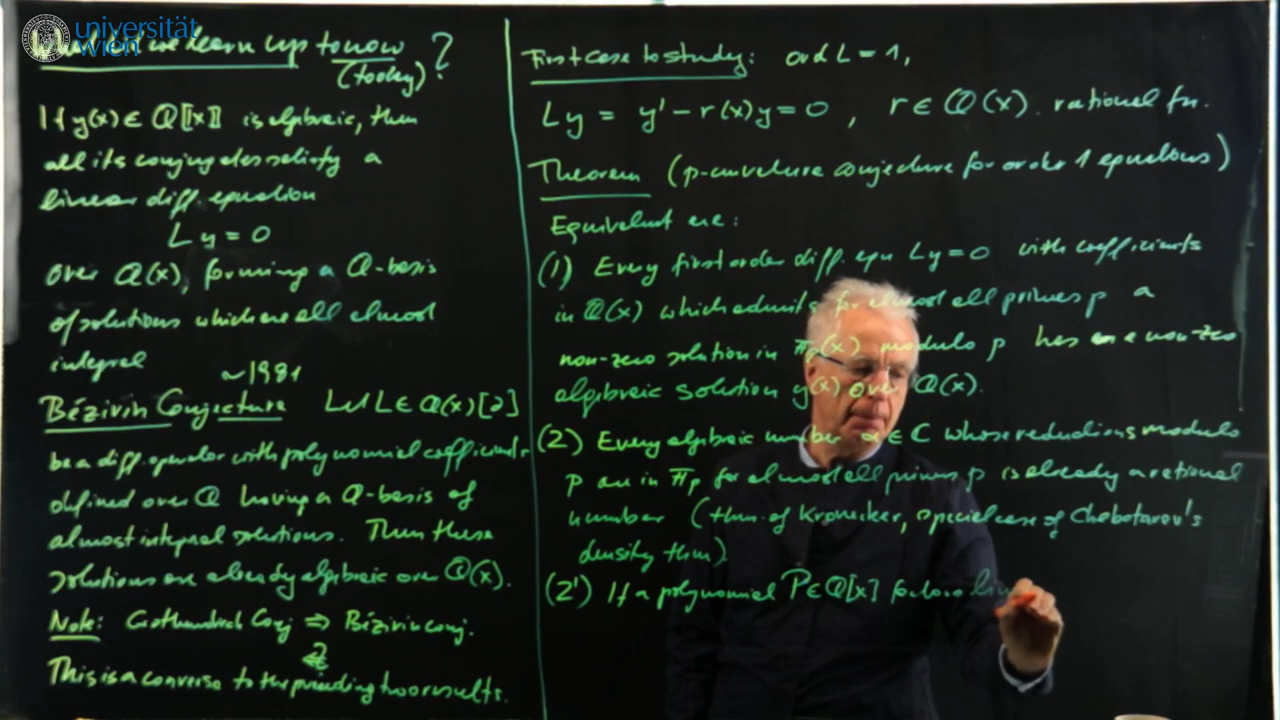 universität
wien
we learn up to now ?
(today)
If y(x) ∈ Q[[x]] is algebraic, then
all its conjugates satisfy a
linear diff. equation
Ly = 0
over Q(x), forming a Q-basis
of solutions which are all almost
integral
~1981
Bézivin Conjecture Let L ∈ Q(x)[∂]
be a diff. operator with polynomial coefficients
defined over Q having a Q-basis of
almost integral solutions. Then these
solutions are already algebraic over Q(x).
Note: Grothendieck Conj ⇒ Bézivin conj.
?
⇐
This is a converse to the preceding two results.
First case to study: ord L = 1,
Ly = y' - r(x)y = 0, r ∈ Q(x). rational fn.
Theorem (p-curvature conjecture for order 1 equations)
Equivalent are:
(1) Every first order diff. equ Ly=0 with coefficients
in Q(x) which admits for almost all primes p a
non-zero solution in 𝔽p(x) modulo p has a non-zero
algebraic solution y(x) over Q(x).
(2) Every algebraic number α ∈ C whose reductions modulo
p are in 𝔽p for almost all primes p is already a rational
number (thm. of Kronecker, special case of Chebotarev's
density thm)
(2') If a polynomial P ∈ Q[x] factors